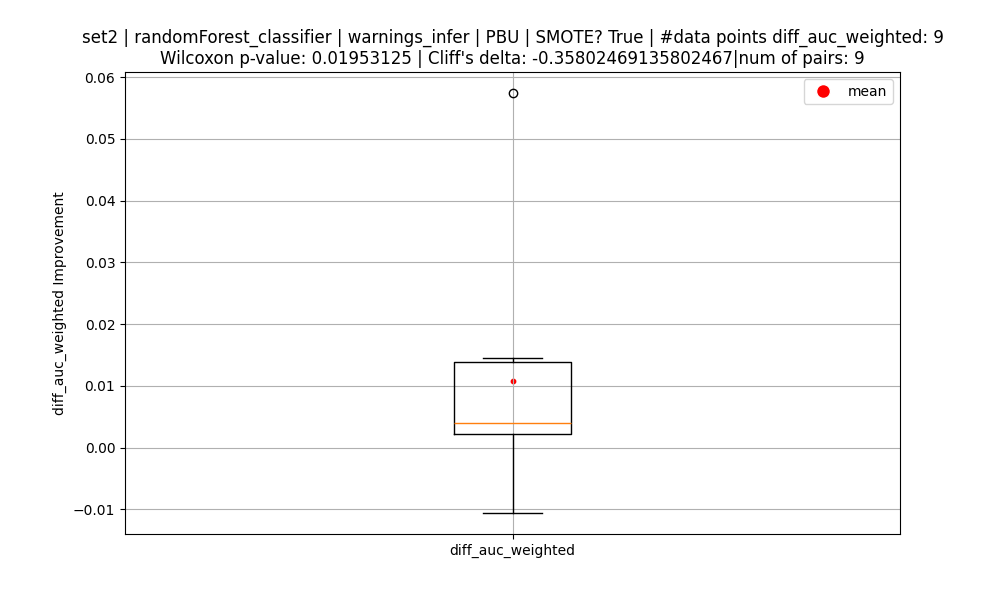 set2 | randomForest_classifier | warnings_infer | PBU | SMOTE? True | #data points diff_auc_weighted: 9
Wilcoxon p-value: 0.01953125 | Cliff's delta: -0.35802469135802467|num of pairs: 9
mean
0.06
0.05
0.04
0.03
0.02
0.01
0.00
−0.01
diff_auc_weighted Improvement
diff_auc_weighted